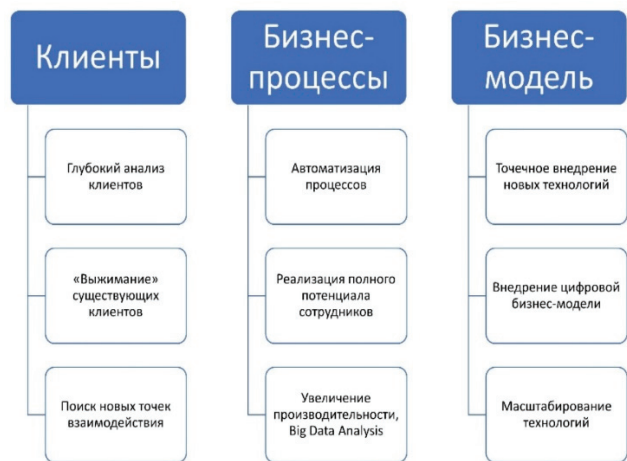 Клиенты
Глубокий анализ
клиентов
«Выжимание»
существующих
клиентов
Поиск новых точек
взаимодействия
Бизнес-
процессы
Автоматизация
процессов
Реализация полного
потенциала
сотрудников
Увеличение
производительности,
Big Data Analysis
Бизнес-
модель
Точечное внедрение
новых технологий
Внедрение цифровой
бизнес-модели
Масштабирование
технологий